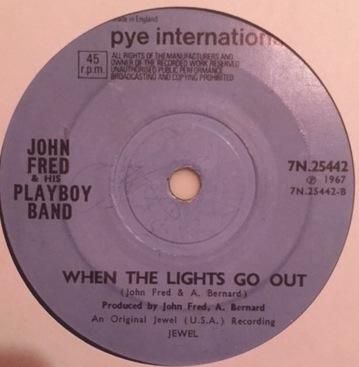 made in England
pye international
45
r.p.m.
ALL RIGHTS OF THE MANUFACTURERS AND
OWNER OF THE RECORDED WORK RESERVED
UNAUTHORISED PUBLIC PERFORMANCE
BROADCASTING AND COPYING PROHIBITED
JOHN
FRED
& HIS
PLAYBOY
BAND
7N.25442
Ⓟ 1967
7N.25442-B
WHEN THE LIGHTS GO OUT
(John Fred & A. Bernard)
Produced by John Fred, A. Bernard
An Original Jewel (U.S.A.) Recording
JEWEL